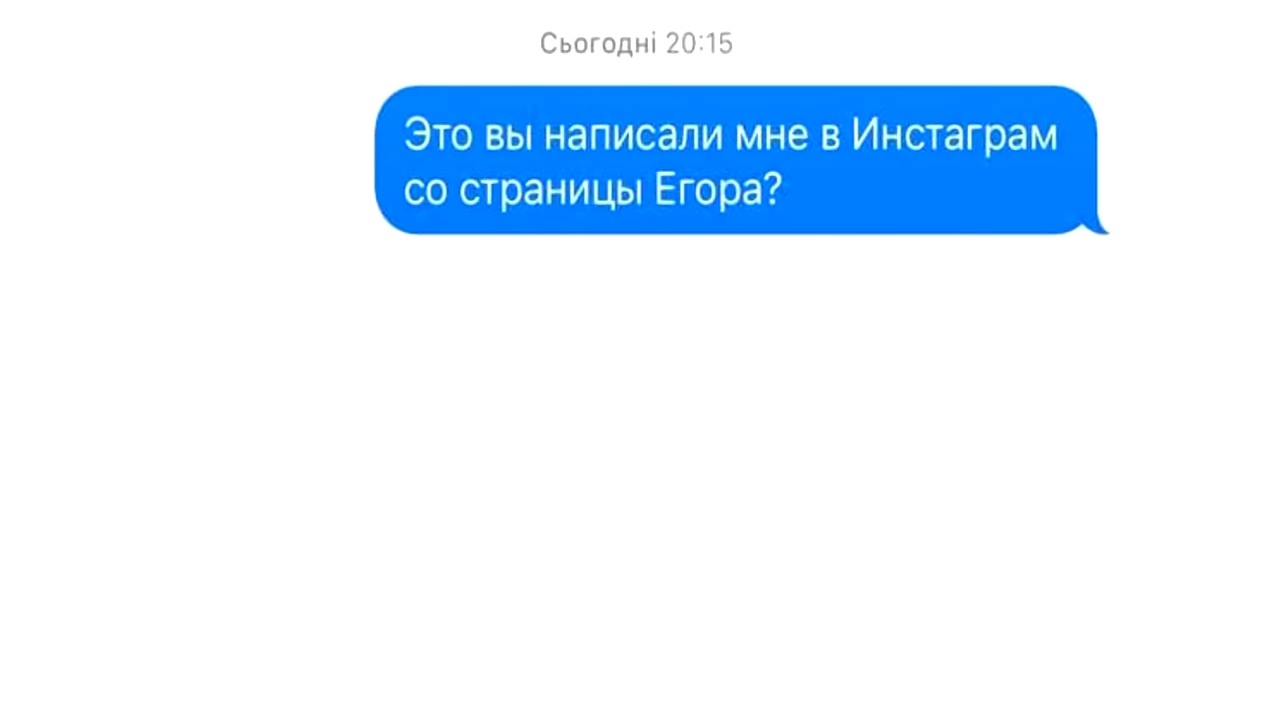 Сьогодні 20:15
Это вы написали мне в Инстаграм
со страницы Егора?